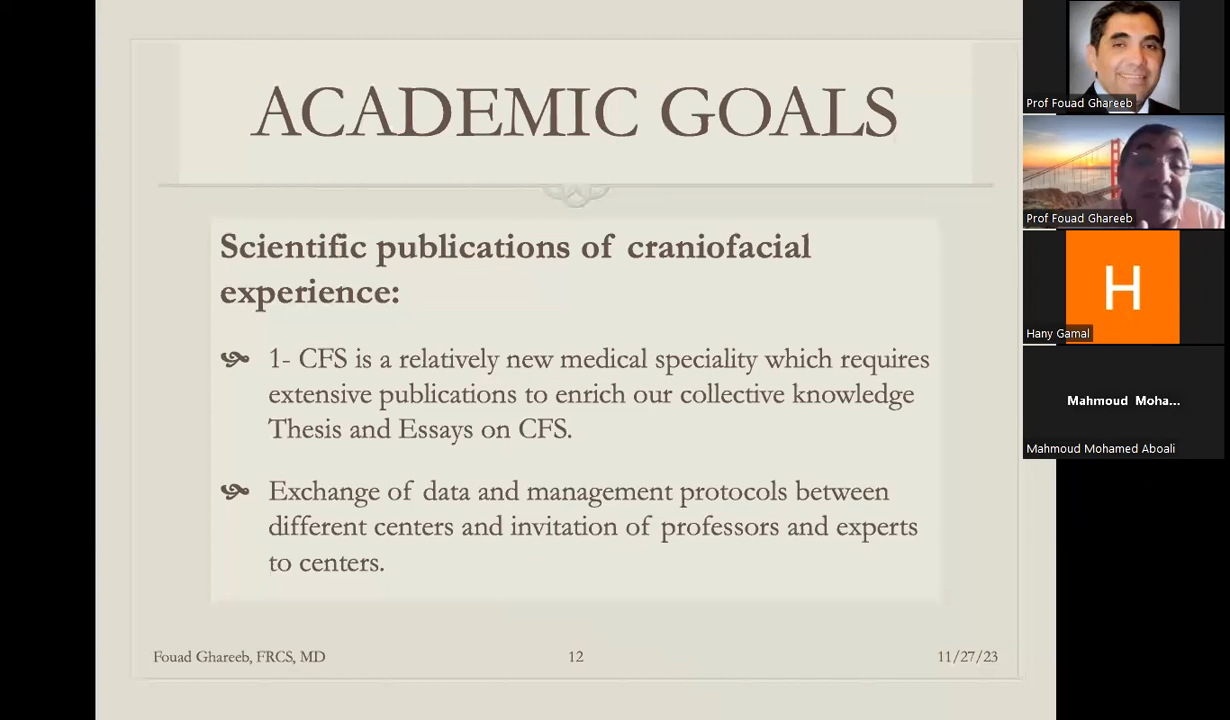 ACADEMIC GOALS
Scientific publications of craniofacial
experience:
1- CFS is a relatively new medical speciality which requires
extensive publications to enrich our collective knowledge
Thesis and Essays on CFS.
Exchange of data and management protocols between
different centers and invitation of professors and experts
to centers.
Fouad Ghareeb, FRCS, MD
12
11/27/23
Prof Fouad Ghareeb
Prof Fouad Ghareeb
H
Hany Gamal
Mahmoud Moha...
Mahmoud Mohamed Aboali